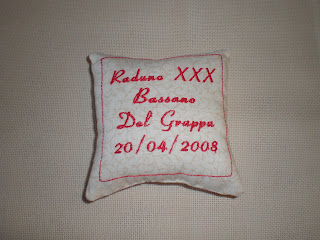 Raduno XXX
Bassano
Del Grappa
20/04/2008